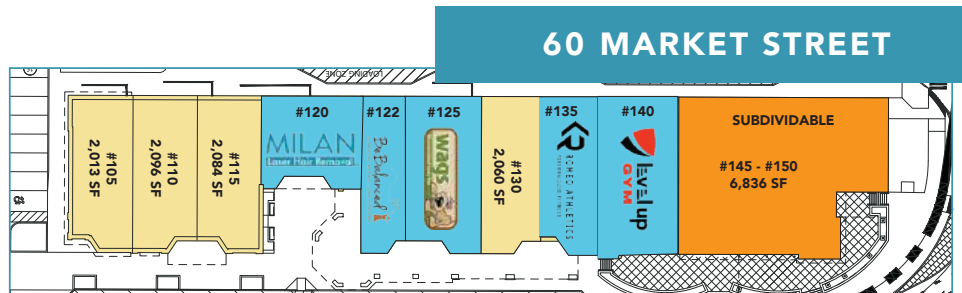 60 MARKET STREET
LOADING ZONE
#105
2,013 SF
#110
2,096 SF
#115
2,084 SF
#120
MILAN
Laser Hair Removal
#122
BeBalanced
#125
wags
#130
2,060 SF
#135
ROMEO ATHLETICS
#140
level up
GYM
SUBDIVIDABLE
#145 - #150
6,836 SF